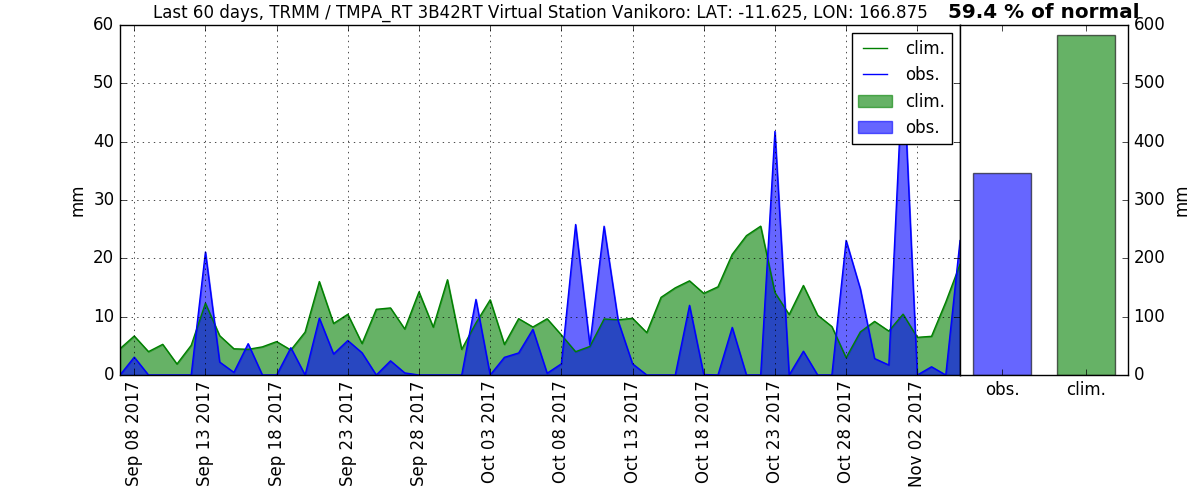 Last 60 days, TRMM / TMPA_RT 3B42RT Virtual Station Vanikoro: LAT: -11.625, LON: 166.875
59.4 % of normal
60
50
40
30
20
10
0
mm
clim.
obs.
clim.
obs.
600
500
400
300
200
100
0
mm
Sep 08 2017
Sep 13 2017
Sep 18 2017
Sep 23 2017
Sep 28 2017
Oct 03 2017
Oct 08 2017
Oct 13 2017
Oct 18 2017
Oct 23 2017
Oct 28 2017
Nov 02 2017
obs.
clim.